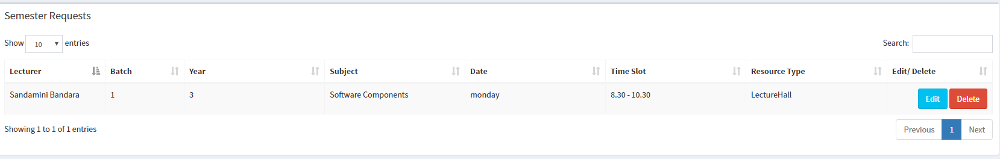 Semester Requests
Show 10 entries Search:
Lecturer Batch Year Subject Date Time Slot Resource Type Edit/ Delete
Sandamini Bandara 1 3 Software Components monday 8.30 - 10.30 LectureHall Edit Delete
Showing 1 to 1 of 1 entries Previous 1 Next